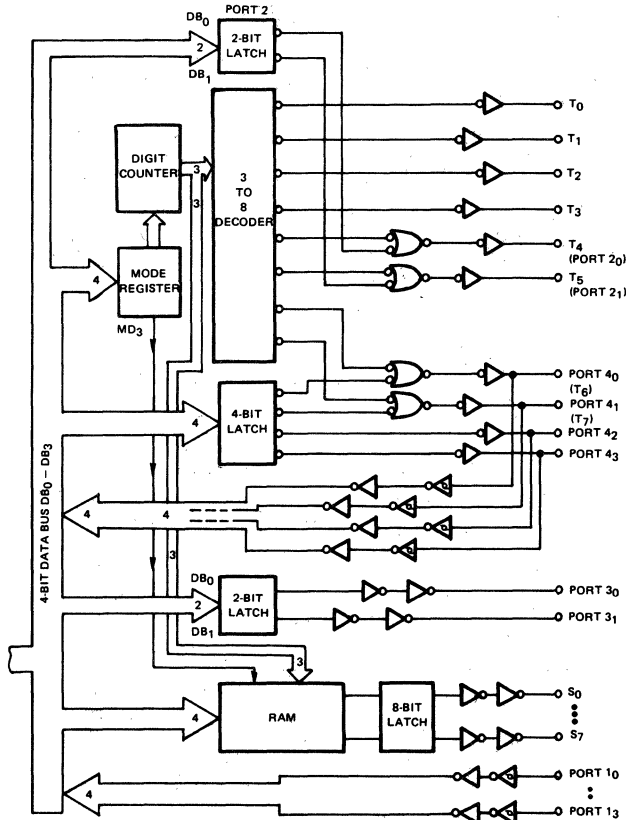 PORT 2
DB0
2
DB1
2-BIT
LATCH
T0
T1
T2
T3
T4
(PORT 20)
T5
(PORT 21)
DIGIT
COUNTER
3
3
3
TO
8
DECODER
4
MODE
REGISTER
MD3
4
4-BIT
LATCH
PORT 40
(T6)
PORT 41
(T7)
PORT 42
PORT 43
4-BIT DATA BUS DB0 – DB3
4
4
3
DB0
2
DB1
2-BIT
LATCH
PORT 30
PORT 31
3
4
RAM
8-BIT
LATCH
S0
S7
4
PORT 10
PORT 13